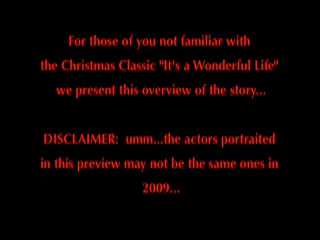 For those of you not familiar with
the Christmas Classic "It's a Wonderful Life"
we present this overview of the story...
DISCLAIMER: umm...the actors portraited
in this preview may not be the same ones in
2009...